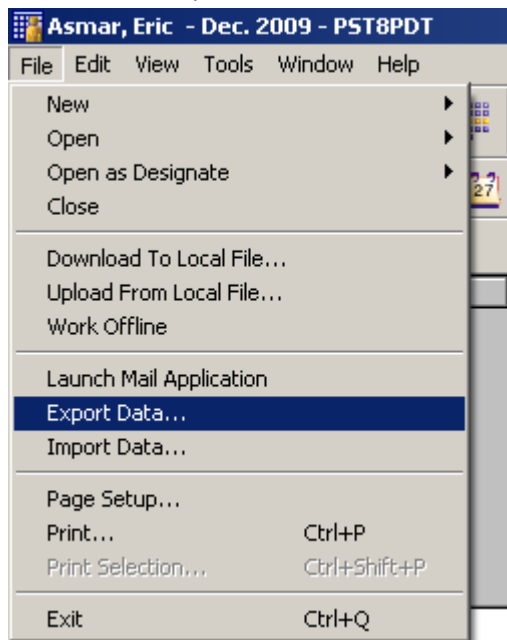 Asmar, Eric - Dec. 2009 - PST8PDT
File Edit View Tools Window Help
New
Open
Open as Designate
Close
27
Download To Local File...
Upload From Local File...
Work Offline
Launch Mail Application
Export Data...
Import Data...
Page Setup...
Print... Ctrl+P
Print Selection... Ctrl+Shift+P
Exit Ctrl+Q